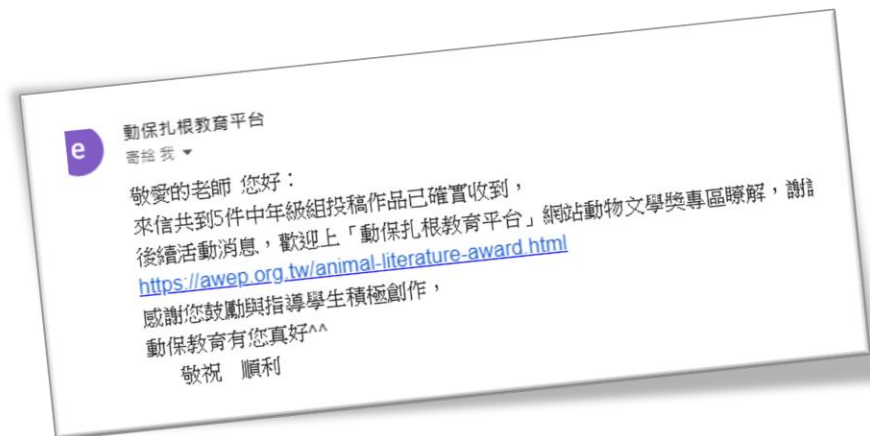 e
動保扎根教育平台
寄給 我
敬愛的老師 您好：
來信共到5件中年級組投稿作品已確實收到，
後續活動消息，歡迎上「動保扎根教育平台」網站動物文學獎專區瞭解，謝
https://awep.org.tw/animal-literature-award.html
感謝您鼓勵與指導學生積極創作，
動保教育有您真好^^
敬祝 順利